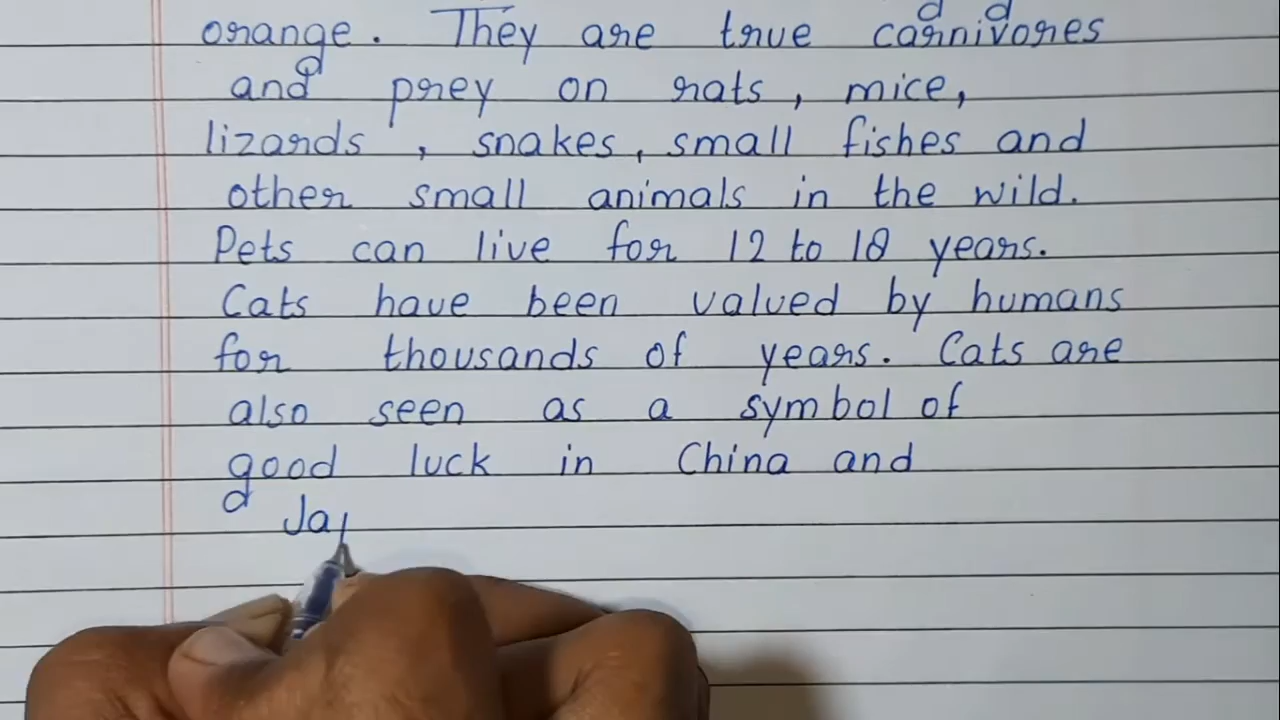 orange. They are true carnivores
and prey on rats, mice,
lizards, snakes, small fishes and
other small animals in the wild.
Pets can live for 12 to 18 years.
Cats have been valued by humans
for thousands of years. Cats are
also seen as a symbol of
good luck in China and
Jap